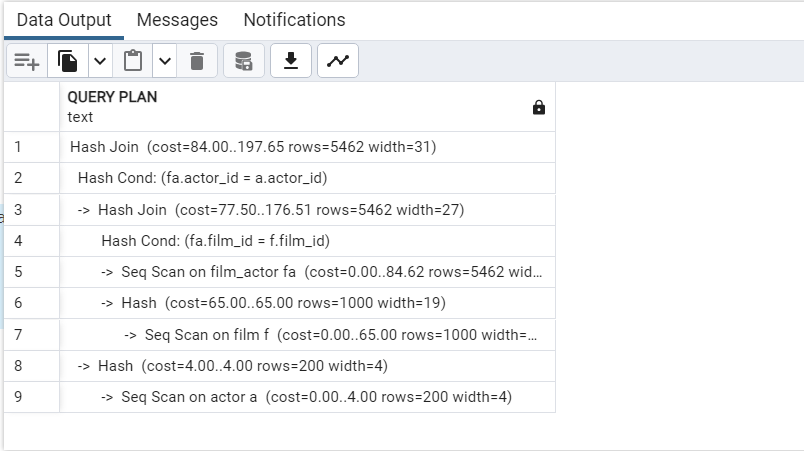 Data Output Messages Notifications
QUERY PLAN
text
1 Hash Join (cost=84.00..197.65 rows=5462 width=31)
2 Hash Cond: (fa.actor_id = a.actor_id)
3 -> Hash Join (cost=77.50..176.51 rows=5462 width=27)
4 Hash Cond: (fa.film_id = f.film_id)
5 -> Seq Scan on film_actor fa (cost=0.00..84.62 rows=5462 wid...
6 -> Hash (cost=65.00..65.00 rows=1000 width=19)
7 -> Seq Scan on film f (cost=0.00..65.00 rows=1000 width=...
8 -> Hash (cost=4.00..4.00 rows=200 width=4)
9 -> Seq Scan on actor a (cost=0.00..4.00 rows=200 width=4)